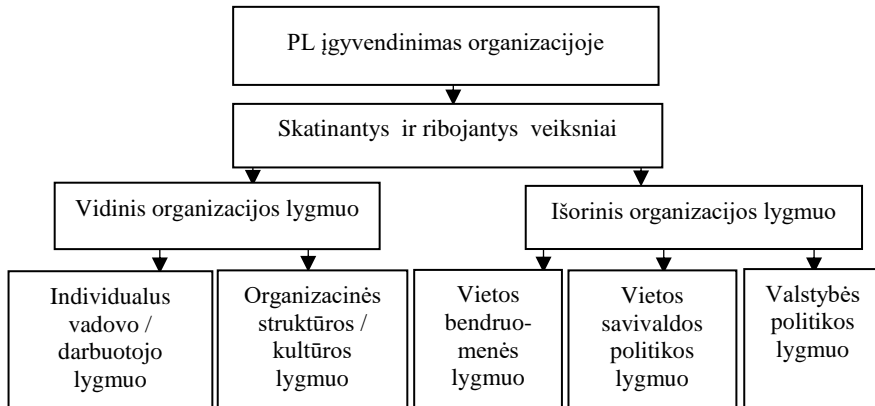 PL įgyvendinimas organizacijoje
Skatinantys ir ribojantys veiksniai
Vidinis organizacijos lygmuo
Išorinis organizacijos lygmuo
Individualus
vadovo /
darbuotojo
lygmuo
Organizacinės
struktūros /
kultūros
lygmuo
Vietos
bendruo-
menės
lygmuo
Vietos
savivaldos
politikos
lygmuo
Valstybės
politikos
lygmuo